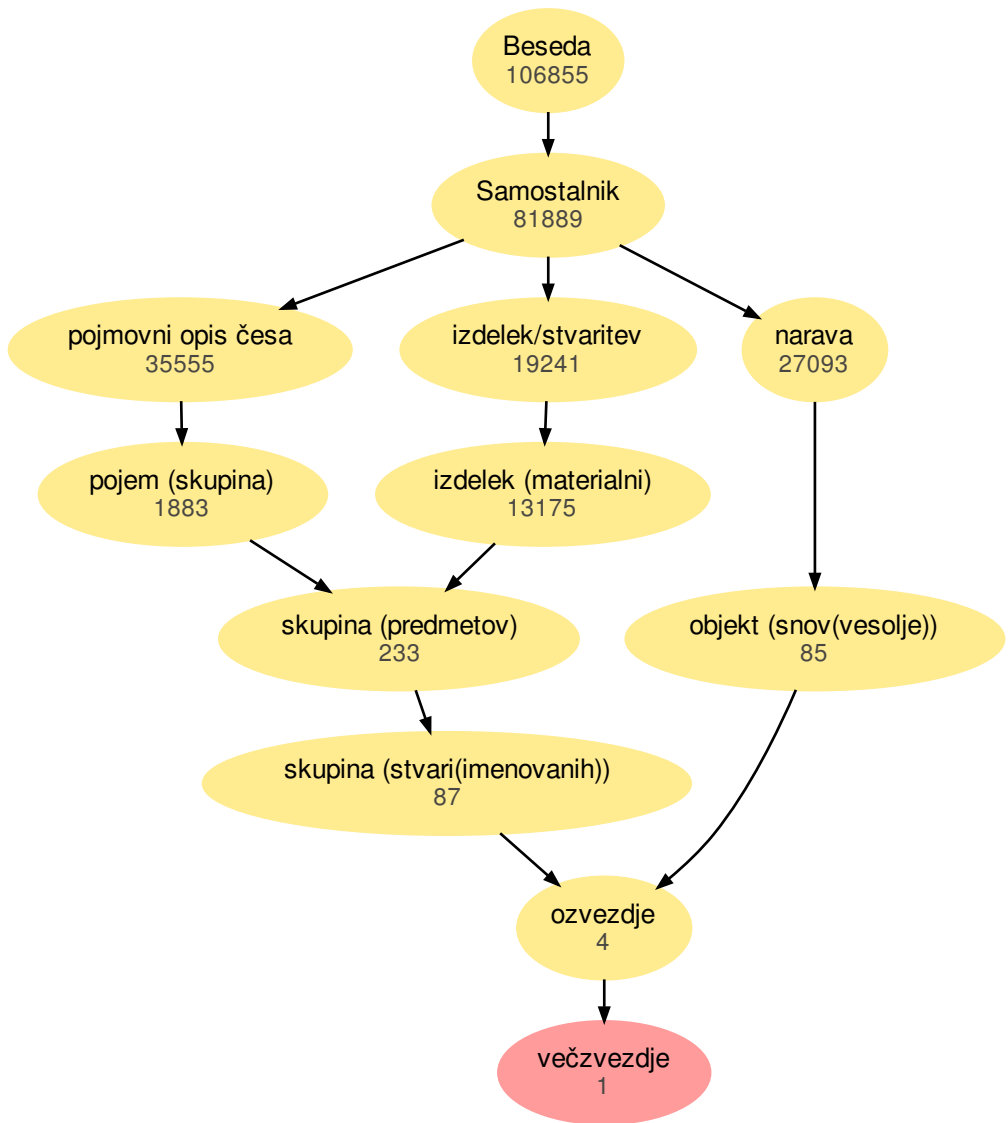 Beseda
106855
Samostalnik
81889
pojmovni opis česa
35555
izdelek/stvaritev
19241
narava
27093
pojem (skupina)
1883
izdelek (materialni)
13175
skupina (predmetov)
233
objekt (snov(vesolje))
85
skupina (stvari(imenovanih))
87
ozvezdje
4
večzvezdje
1